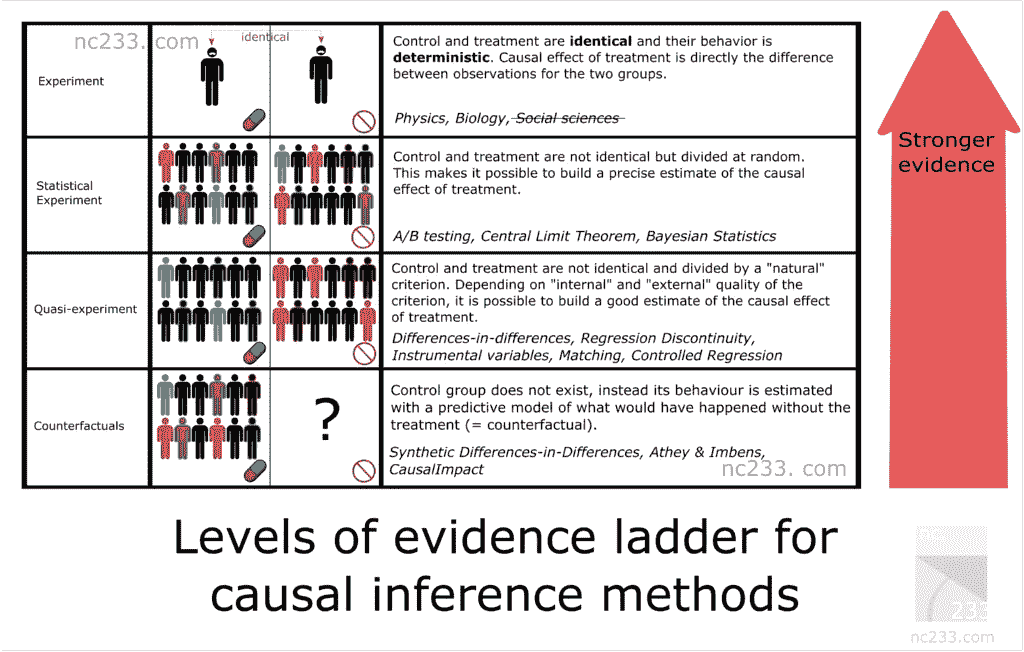 nc233. com
identical
Experiment
Control and treatment are identical and their behavior is
deterministic. Causal effect of treatment is directly the difference
between observations for the two groups.
Physics, Biology, Social sciences
Statistical
Experiment
Control and treatment are not identical but divided at random.
This makes it possible to build a precise estimate of the causal
effect of treatment.
A/B testing, Central Limit Theorem, Bayesian Statistics
Quasi-experiment
Control and treatment are not identical and divided by a "natural"
criterion. Depending on "internal" and "external" quality of the
criterion, it is possible to build a good estimate of the causal effect
of treatment.
Differences-in-differences, Regression Discontinuity,
Instrumental variables, Matching, Controlled Regression
Counterfactuals
?
Control group does not exist, instead its behaviour is estimated
with a predictive model of what would have happened without the
treatment (= counterfactual).
Synthetic Differences-in-Differences, Athey & Imbens,
CausalImpact
nc233. com
Stronger
evidence
Levels of evidence ladder for
causal inference methods
233
nc233.com